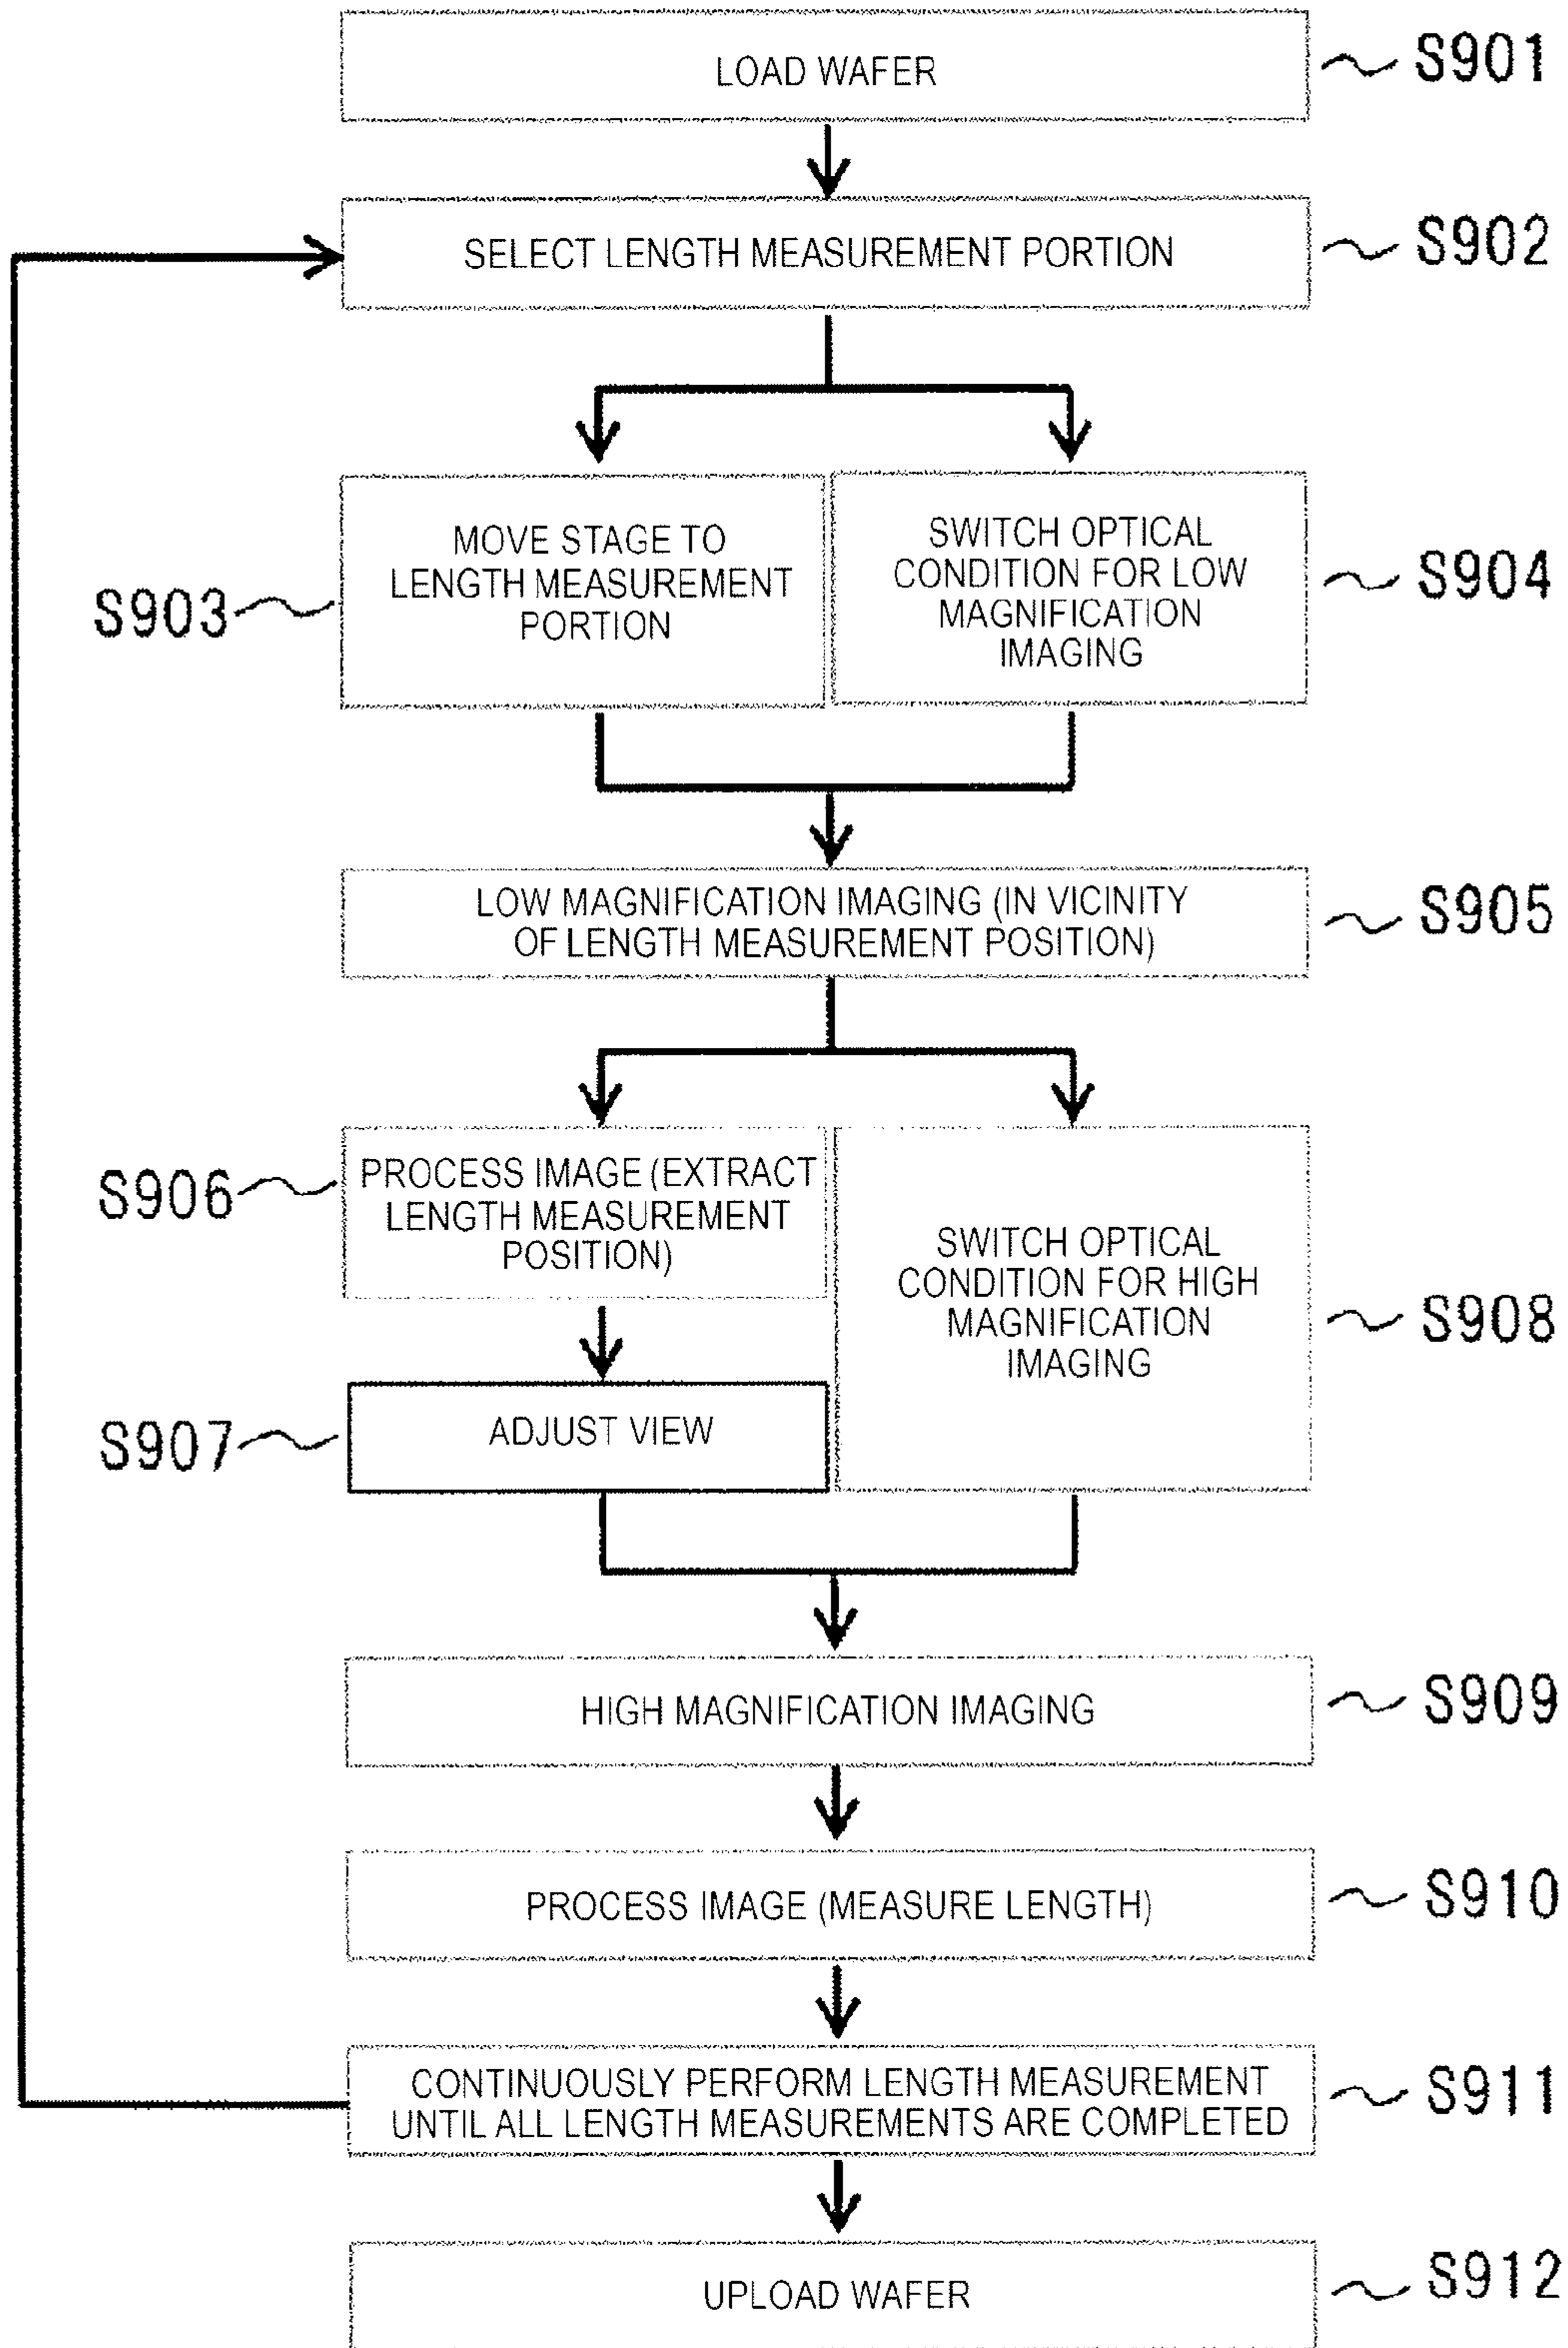 LOAD WAFER
S901
SELECT LENGTH MEASUREMENT PORTION
S902
S903
MOVE STAGE TO
LENGTH MEASUREMENT
PORTION
SWITCH OPTICAL
CONDITION FOR LOW
MAGNIFICATION
IMAGING
S904
LOW MAGNIFICATION IMAGING (IN VICINITY
OF LENGTH MEASUREMENT POSITION)
S905
S906
PROCESS IMAGE (EXTRACT
LENGTH MEASUREMENT
POSITION)
S907
ADJUST VIEW
SWITCH OPTICAL
CONDITION FOR HIGH
MAGNIFICATION
IMAGING
S908
HIGH MAGNIFICATION IMAGING
S909
PROCESS IMAGE (MEASURE LENGTH)
S910
CONTINUOUSLY PERFORM LENGTH MEASUREMENT
UNTIL ALL LENGTH MEASUREMENTS ARE COMPLETED
S911
UPLOAD WAFER
S912